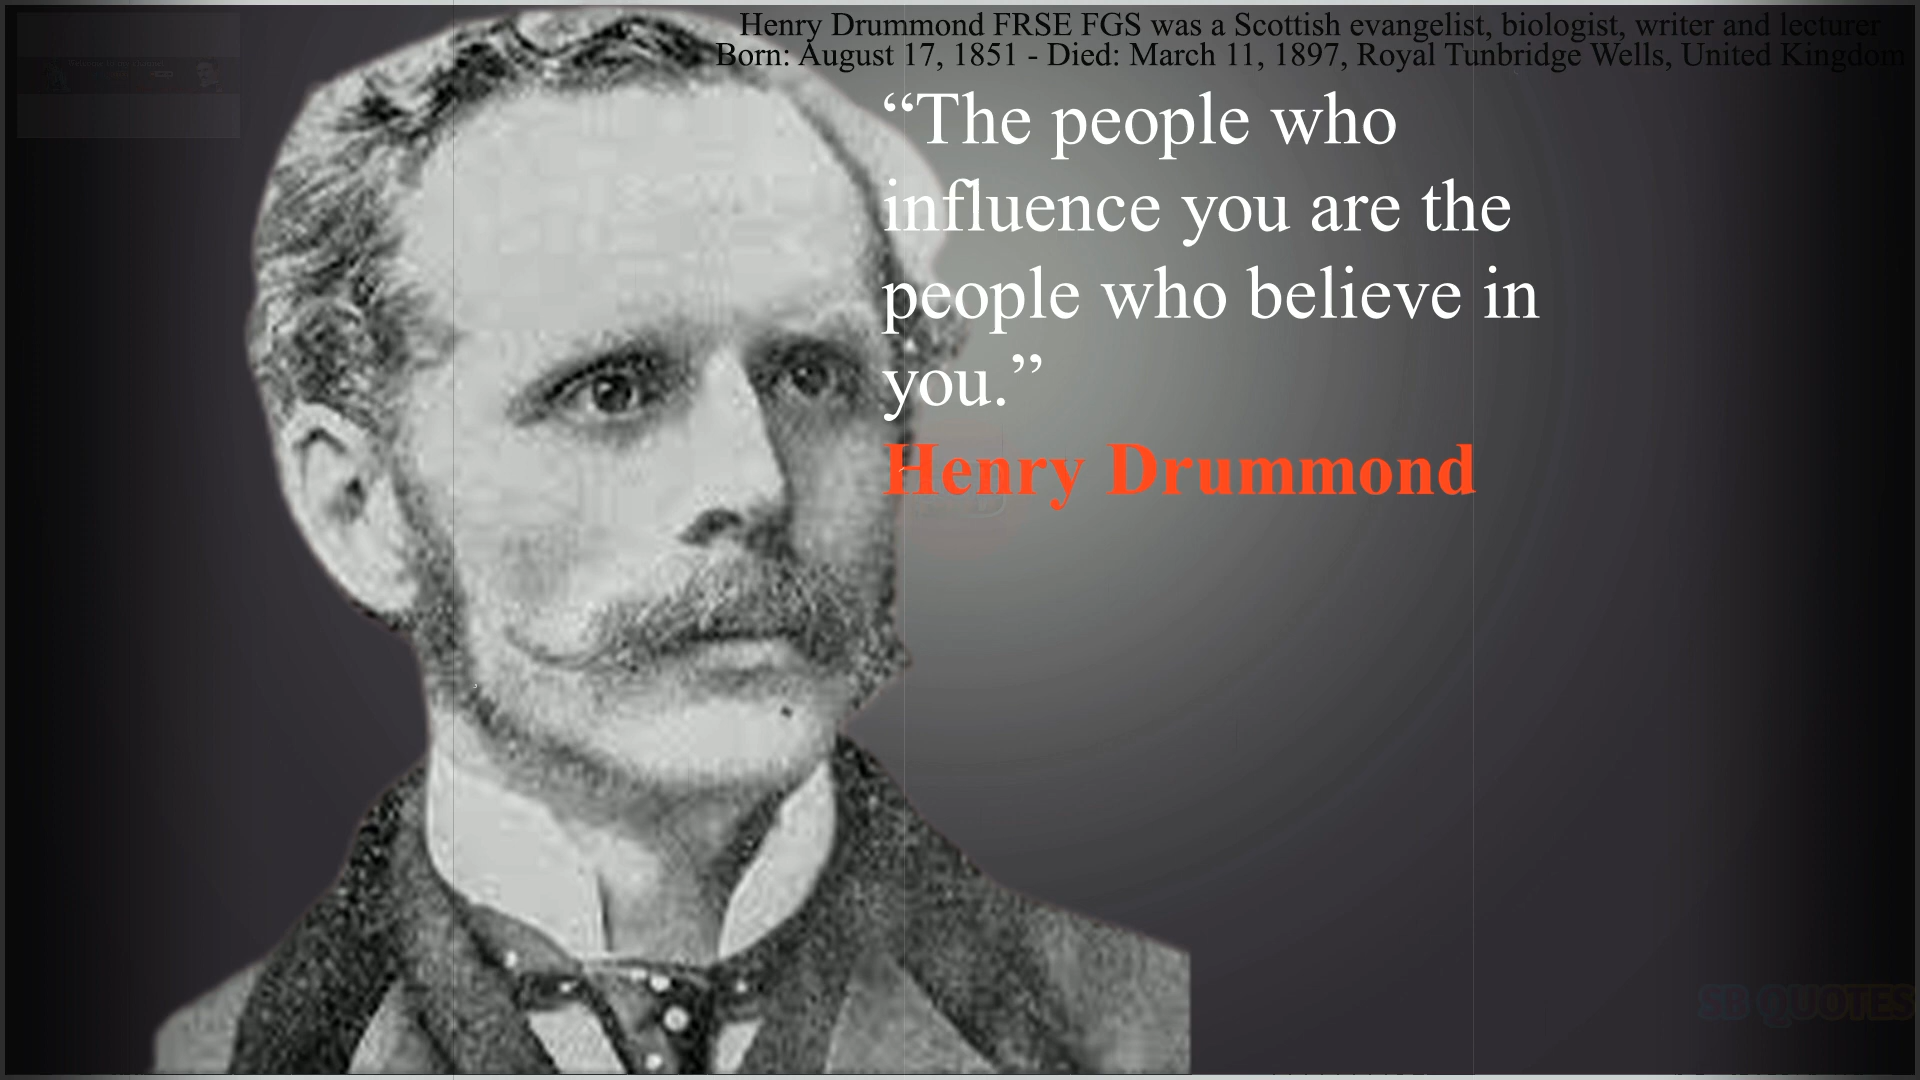 Henry Drummond FRSE FGS was a Scottish evangelist, biologist, writer and lecturer
Born: August 17, 1851 - Died: March 11, 1897, Royal Tunbridge Wells, United Kingdom
“The people who
influence you are the
people who believe in
you.”
Henry Drummond
SB QUOTES